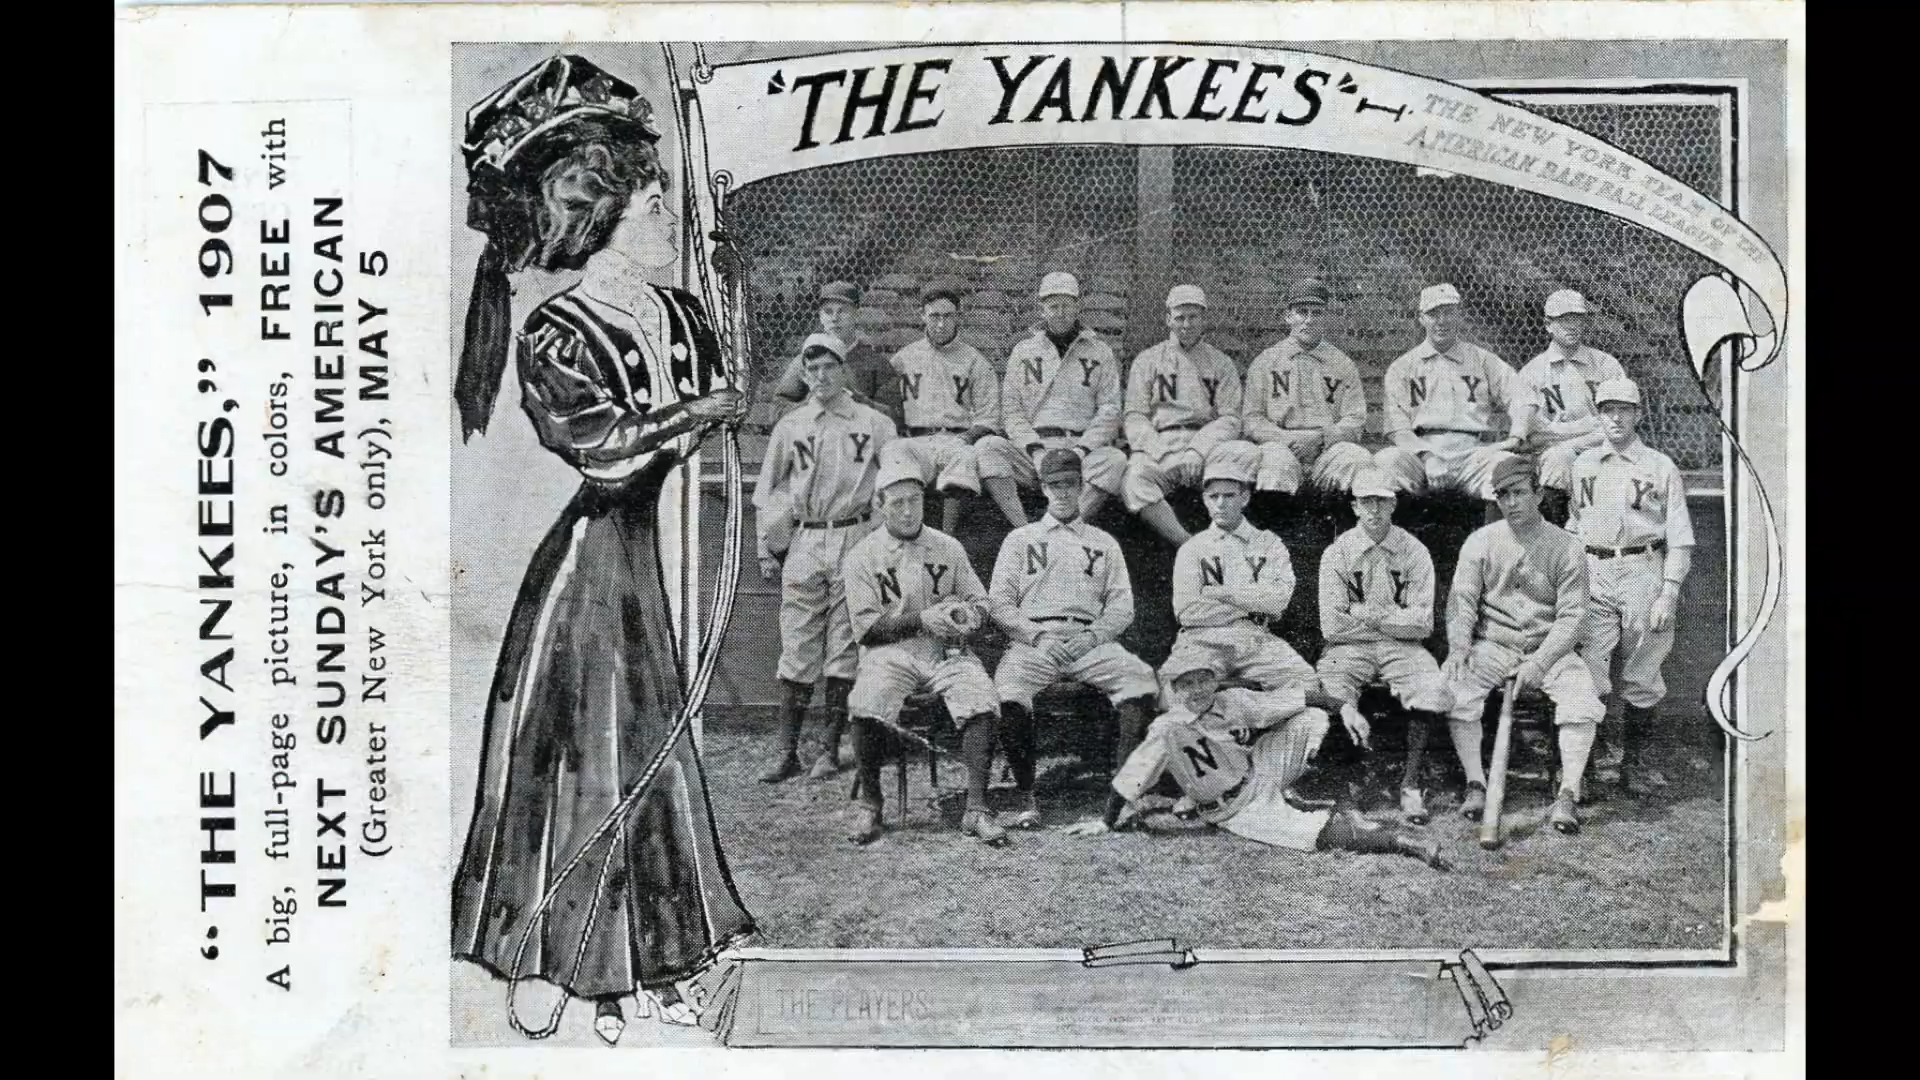 “THE YANKEES,” 1907
A big, full-page picture, in colors, FREE with
NEXT SUNDAY'S AMERICAN
(Greater New York only), MAY 5
"THE YANKEES"—
THE NEW YORK TEAM OF THE
AMERICAN BASE BALL LEAGUE
N Y
N Y
N Y
N Y
N Y
N Y
N Y
N Y
N Y
N Y
N Y
N Y
N Y
N
THE PLAYERS